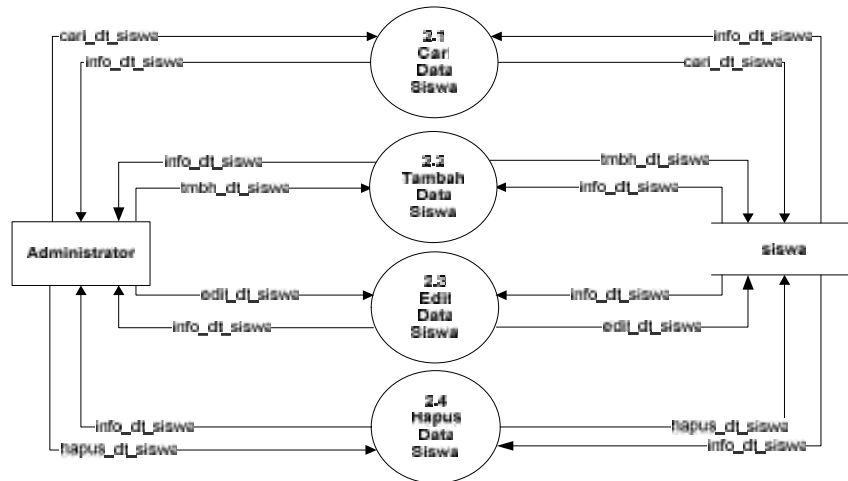 cari_dt_siswa
2.1
Cari
Data
Siswa
info_dt_siswa
info_dt_siswa
cari_dt_siswa
info_dt_siswa
2.2
Tambah
Data
Siswa
tmbh_dt_siswa
tmbh_dt_siswa
info_dt_siswa
Administrator
siswa
edit_dt_siswa
2.3
Edit
Data
Siswa
info_dt_siswa
info_dt_siswa
edit_dt_siswa
info_dt_siswa
2.4
Hapus
Data
Siswa
hapus_dt_siswa
hapus_dt_siswa
info_dt_siswa